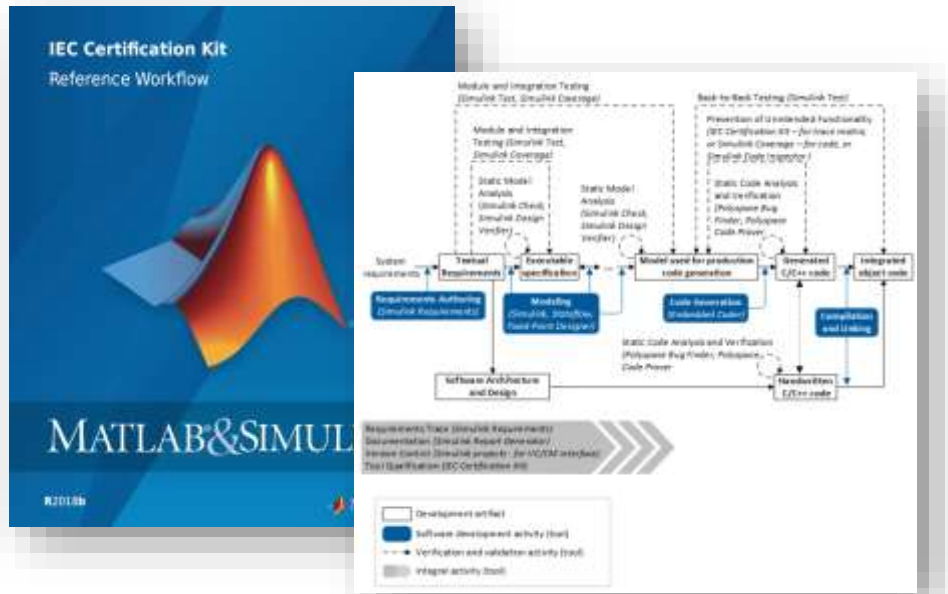 IEC Certification Kit
Reference Workflow
MATLAB&SIMUL
R2018b
Module and Integration Testing
(Simulink Test, Simulink Coverage)
Back-to-Back Testing (Simulink Test)
Module and Integration
Testing (Simulink Test,
Simulink Coverage)
Prevention of Unintended Functionality
(IEC Certification Kit – for trace matrix,
or Simulink Coverage – for code, or
Simulink Code Inspector)
Static Model
Analysis
(Simulink Check,
Simulink Design
Verifier)
Static Model
Analysis
(Simulink Check,
Simulink Design
Verifier)
Static Code Analysis
and Verification
(Polyspace Bug
Finder, Polyspace
Code Prover
System
requirements
Textual
Requirements
Executable
specification
...
Model used for production
code generation
Generated
C/C++ code
Integrated
object code
Requirements Authoring
(Simulink Requirements)
Modeling
(Simulink, Stateflow,
Fixed-Point Designer)
Code Generation
(Embedded Coder)
Compilation
and Linking
Static Code Analysis and Verification
(Polyspace Bug Finder, Polyspace
Code Prover
Software Architecture
and Design
Handwritten
C/C++ code
Requirements Trace (Simulink Requirements)
Documentation (Simulink Report Generator)
Version Control (Simulink projects - for VC/CM interface)
Tool Qualification (IEC Certification Kit)
Development artifact
Software development activity (tool)
Verification and validation activity (tool)
Integral activity (tool)